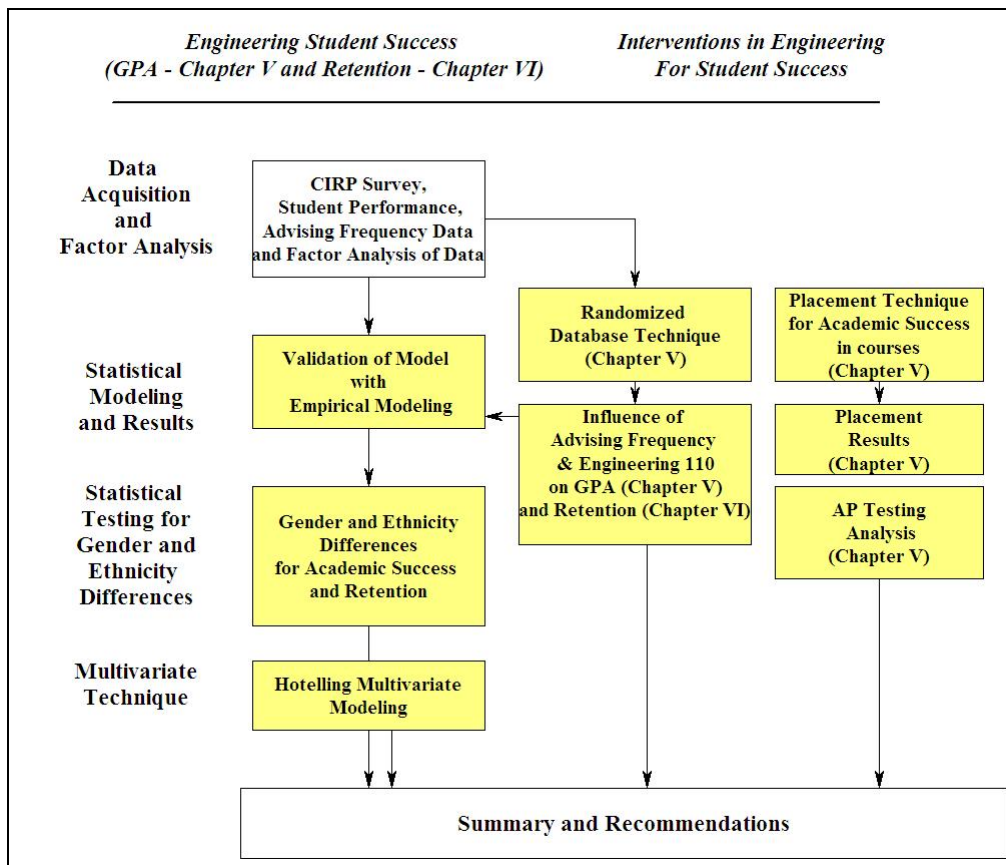 Engineering Student Success
(GPA - Chapter V and Retention - Chapter VI)
Interventions in Engineering
For Student Success
Data
Acquisition
and
Factor Analysis
CIRP Survey,
Student Performance,
Advising Frequency Data
and Factor Analysis of Data
Randomized
Database Technique
(Chapter V)
Placement Technique
for Academic Success
in courses
(Chapter V)
Statistical
Modeling
and Results
Validation of Model
with
Empirical Modeling
Influence of
Advising Frequency
& Engineering 110
on GPA (Chapter V)
and Retention (Chapter VI)
Placement
Results
(Chapter V)
Statistical
Testing for
Gender and
Ethnicity
Differences
Gender and Ethnicity
Differences
for Academic Success
and Retention
AP Testing
Analysis
(Chapter V)
Multivariate
Technique
Hotelling Multivariate
Modeling
Summary and Recommendations